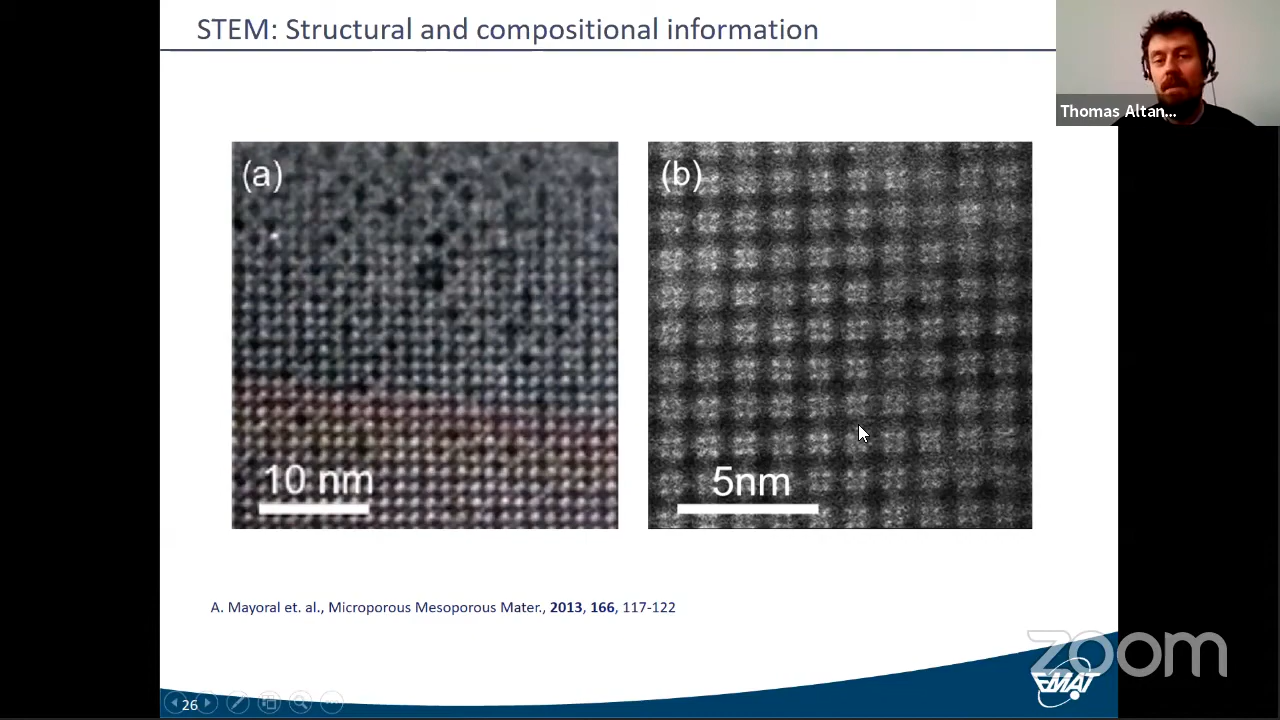 STEM: Structural and compositional information
Thomas Altan...
(a)
(b)
10 nm
5nm
A. Mayoral et. al., Microporous Mesoporous Mater., 2013, 166, 117-122
zoom
EMAT
26